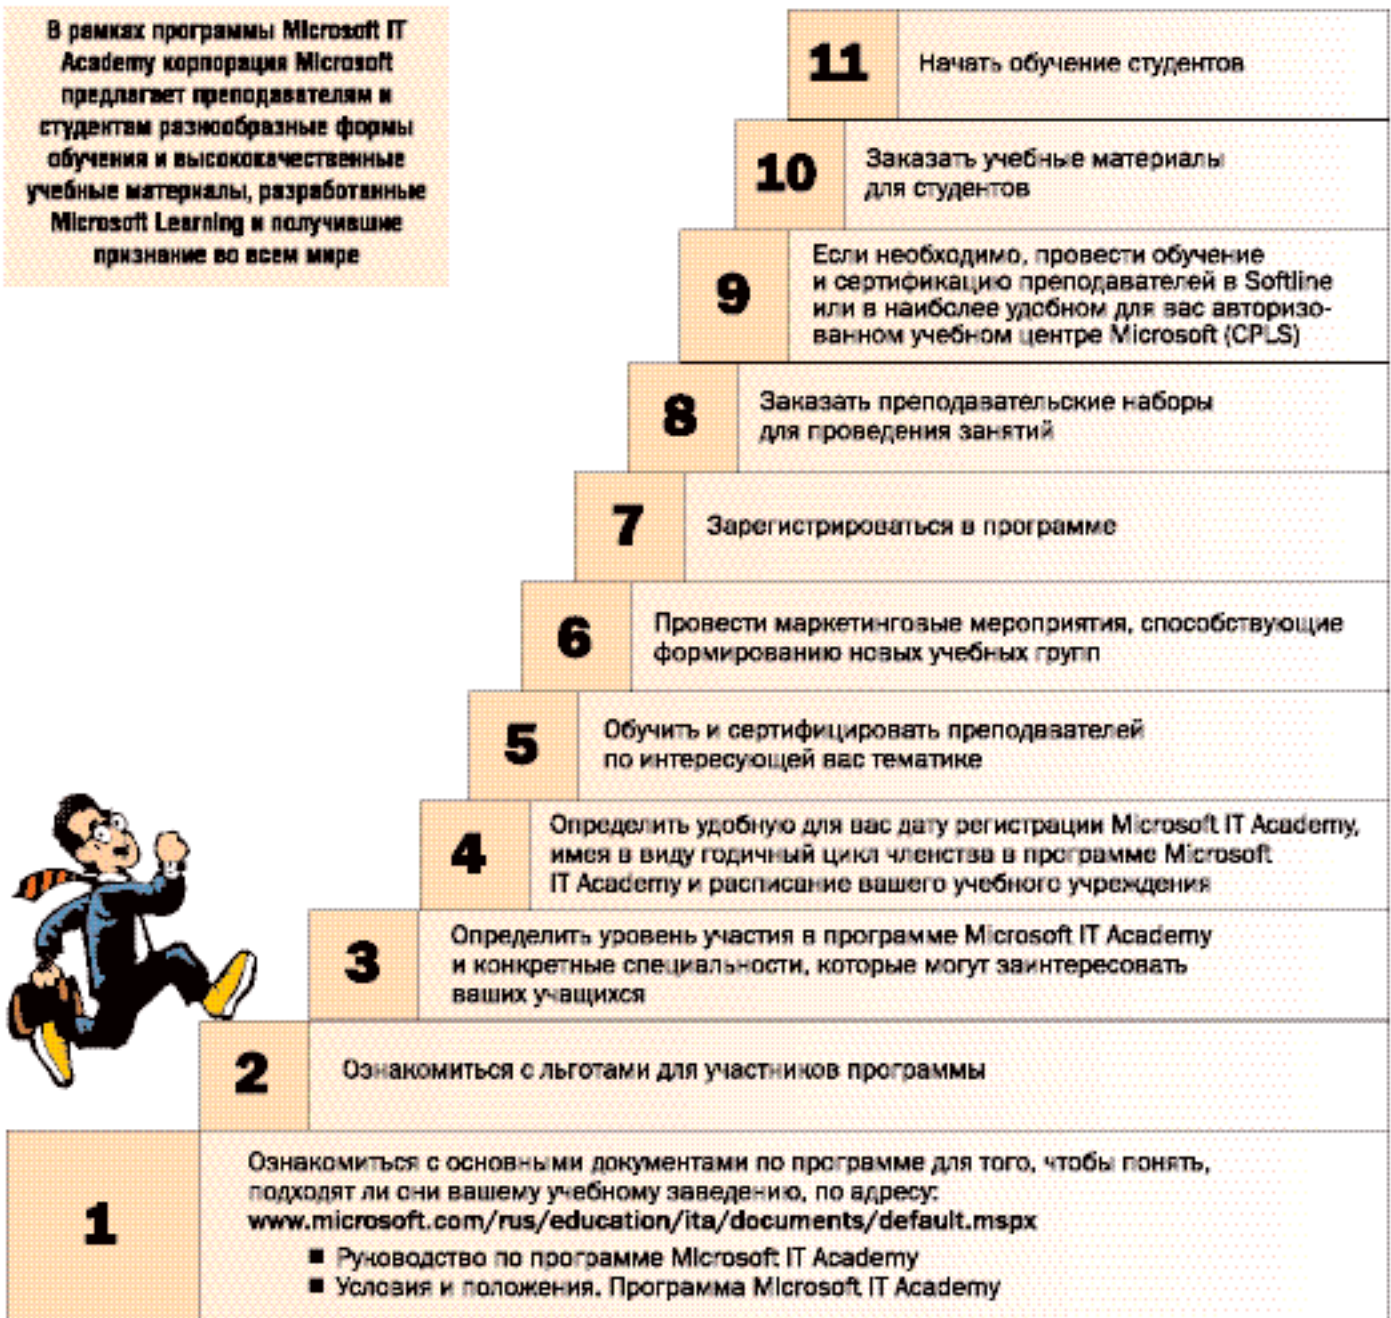 В рамках программы Microsoft IT
Academy корпорация Microsoft
предлагает преподавателям и
студентам разнообразные формы
обучения и высококачественные
учебные материалы, разработанные
Microsoft Learning и получившие
признание во всем мире
11
Начать обучение студентов
10
Заказать учебные материалы
для студентов
9
Если необходимо, провести обучение
и сертификацию преподавателей в Softline
или в наиболее удобном для вас авторизо-
ванном учебном центре Microsoft (CPLS)
8
Заказать преподавательские наборы
для проведения занятий
7
Зарегистрироваться в программе
6
Провести маркетинговые мероприятия, способствующие
формированию новых учебных групп
5
Обучить и сертифицировать преподавателей
по интересующей вас тематике
4
Определить удобную для вас дату регистрации Microsoft IT Academy,
имея в виду годичный цикл членства в программе Microsoft
IT Academy и расписание вашего учебного учреждения
3
Определить уровень участия в программе Microsoft IT Academy
и конкретные специальности, которые могут заинтересовать
ваших учащихся
2
Ознакомиться с льготами для участников программы
1
Ознакомиться с основными документами по программе для того, чтобы понять,
подходят ли они вашему учебному заведению, по адресу:
www.microsoft.com/rus/education/ita/documents/default.mspx
■ Руководство по программе Microsoft IT Academy
■ Условия и положения. Программа Microsoft IT Academy